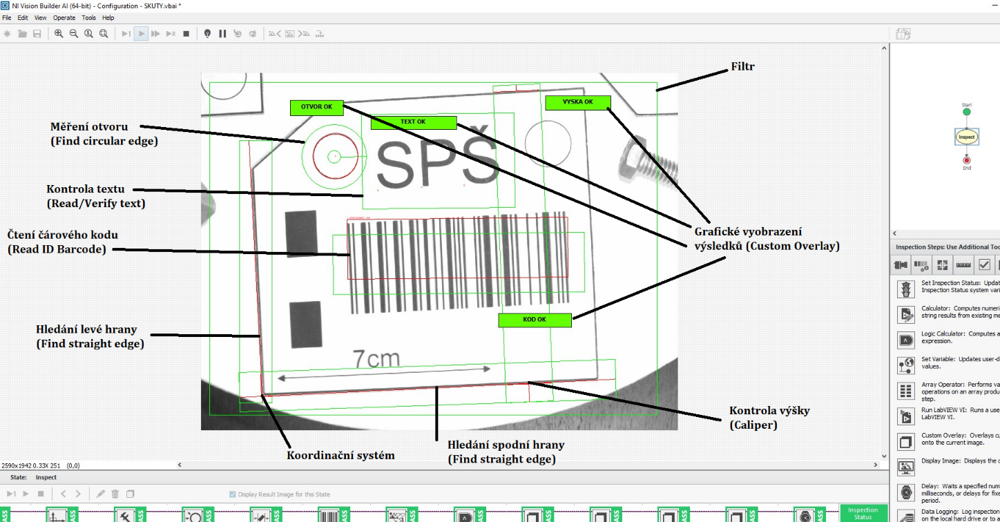 NI Vision Builder AI (64-bit) - Configuration - SKUTY.vbai *
File Edit View Operate Tools Help
Filtr
OTVOR OK
TEXT OK
VYSKA OK
Měření otvoru
(Find circular edge)
SPŠ
Kontrola textu
(Read/Verify text)
Čtení čárového kodu
(Read ID Barcode)
Grafické vyobrazení
výsledků (Custom Overlay)
KOD OK
Hledání levé hrany
(Find straight edge)
7cm
Kontrola výšky
(Caliper)
Koordinační systém
Hledání spodní hrany
(Find straight edge)
Start
Inspect
End
Inspection Steps: Use Additional Too
Set Inspection Status: Updat
Inspection Status system vari
Calculator: Computes numeri
string results from existing me
Logic Calculator: Computes a
expression.
Set Variable: Updates user-d
values.
Array Operator: Performs va
operations on an array produ
step.
Run LabVIEW VI: Runs a use
LabVIEW VI.
Custom Overlay: Overlays cu
onto the current image.
Display Image: Displays the c
Delay: Waits a specified num
milliseconds, or delays for fixe
period.
Data Logging: Log inspection
on the local hard drive or to a
2590x1942 0.33X 251 (0,0)
State: Inspect
Display Result Image for this State
ASS ASS ASS ASS ASS ASS ASS ASS ASS ASS ASS ASS ASS
Inspection
Status